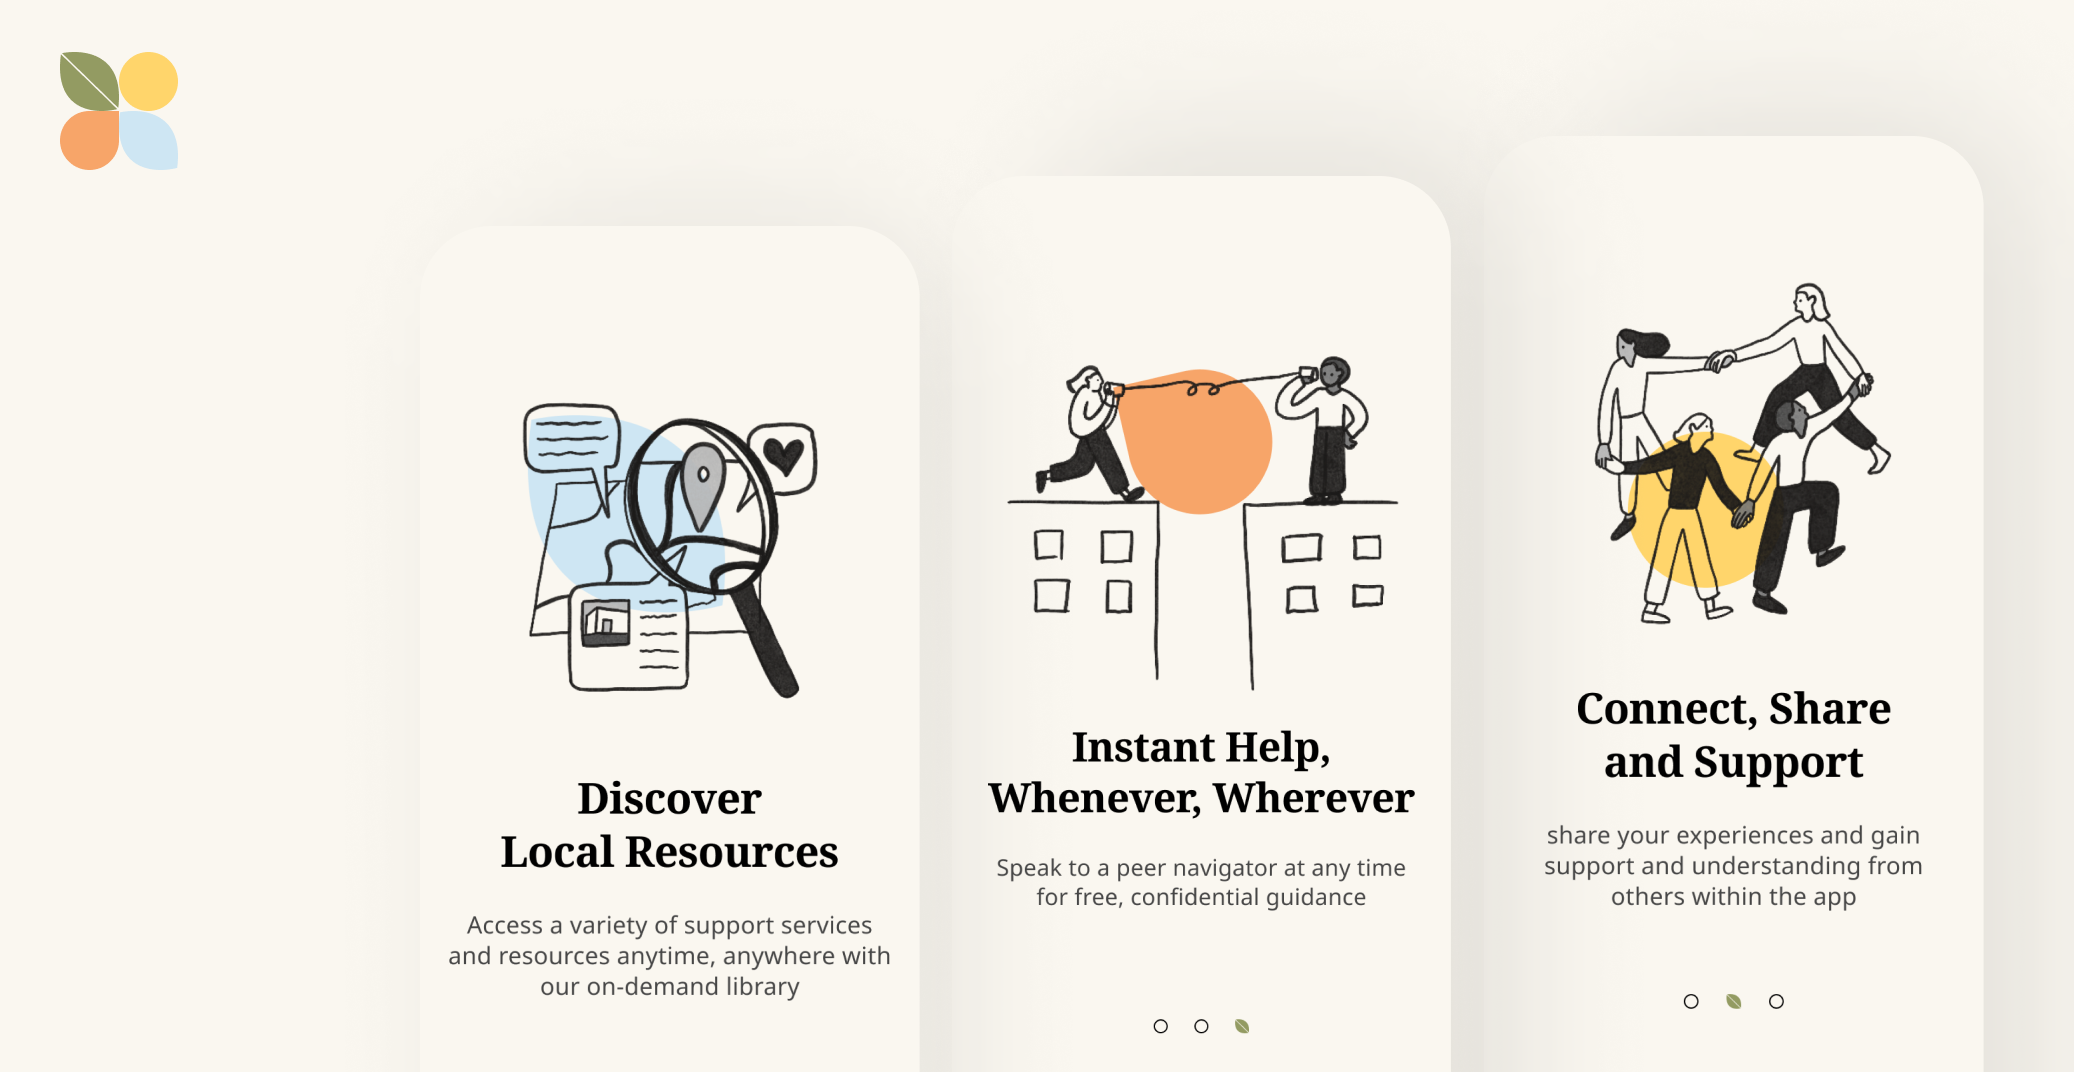 Discover
Local Resources
Access a variety of support services
and resources anytime, anywhere with
our on-demand library
Instant Help,
Whenever, Wherever
Speak to a peer navigator at any time
for free, confidential guidance
Connect, Share
and Support
share your experiences and gain
support and understanding from
others within the app